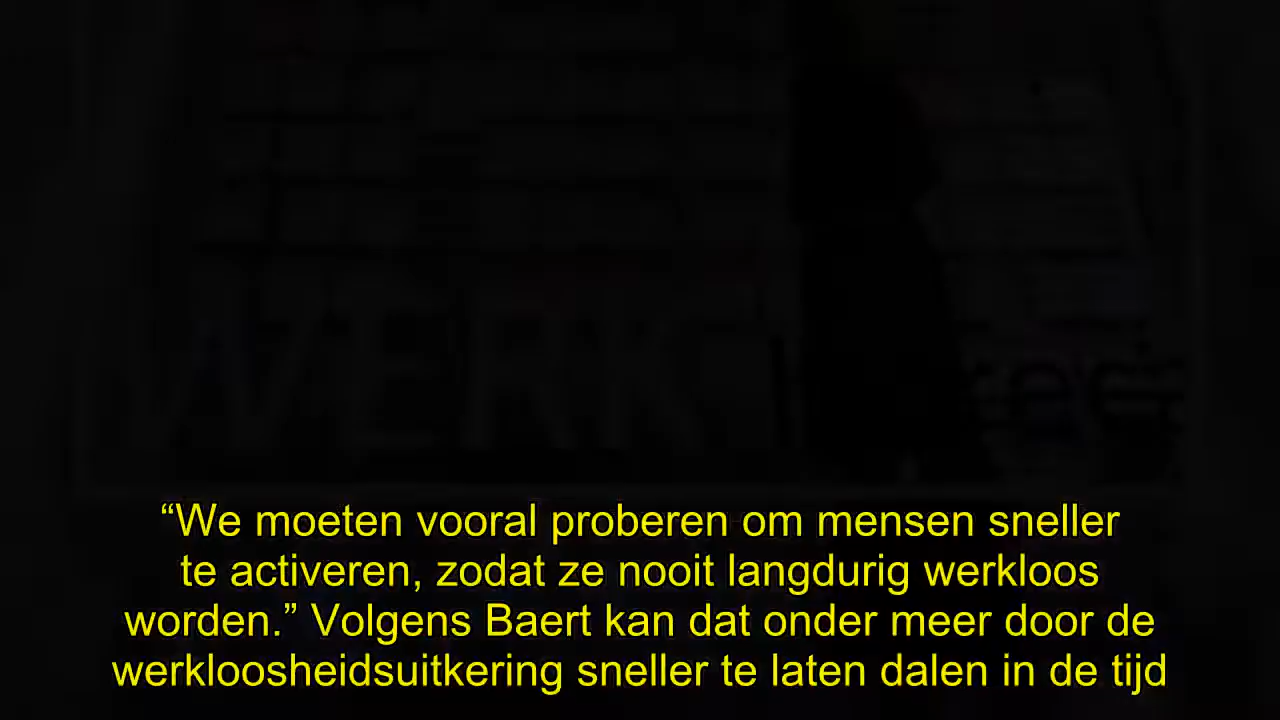 WERK
“We moeten vooral proberen om mensen sneller
te activeren, zodat ze nooit langdurig werkloos
worden.” Volgens Baert kan dat onder meer door de
werkloosheidsuitkering sneller te laten dalen in de tijd